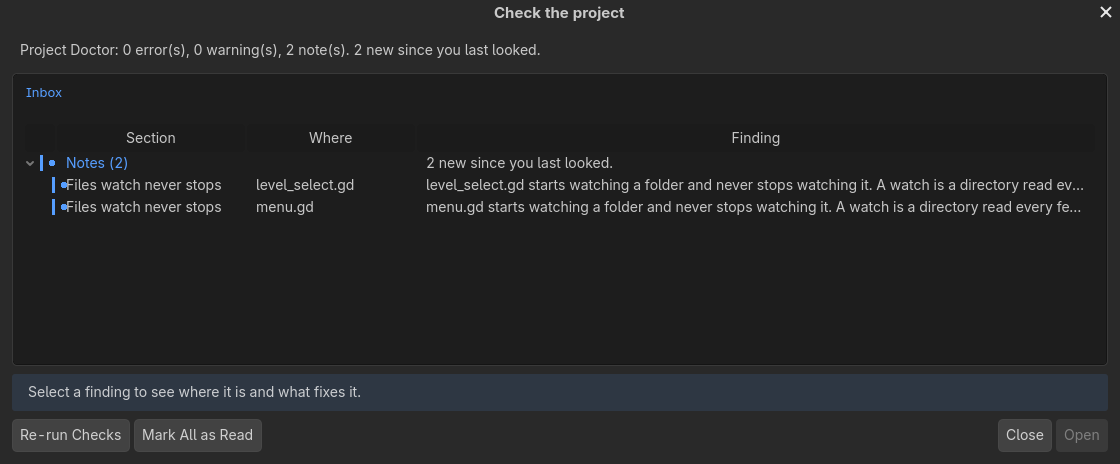 Check the project
Project Doctor: 0 error(s), 0 warning(s), 2 note(s). 2 new since you last looked.
Inbox
Section Where Finding
Notes (2) 2 new since you last looked.
Files watch never stops level_select.gd level_select.gd starts watching a folder and never stops watching it. A watch is a directory read ev...
Files watch never stops menu.gd menu.gd starts watching a folder and never stops watching it. A watch is a directory read every fe...
Select a finding to see where it is and what fixes it.
Re-run Checks Mark All as Read Close Open